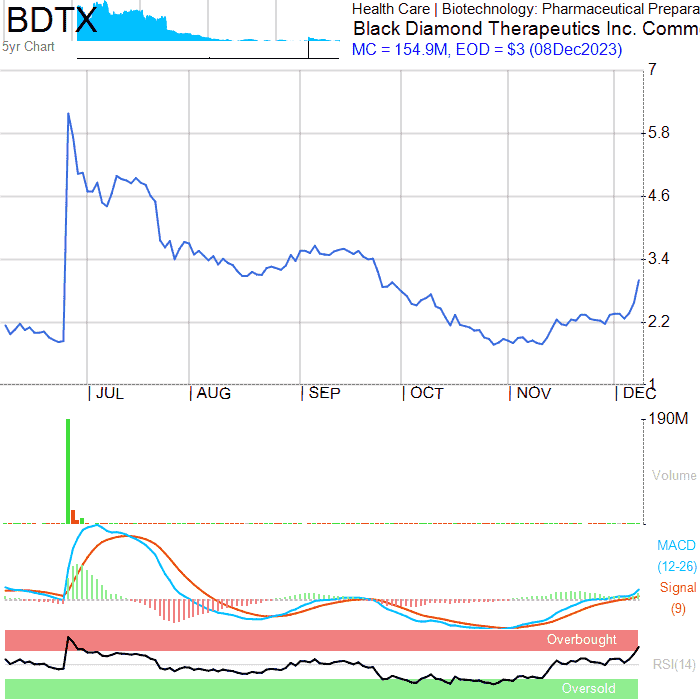 BDTX
5yr Chart
Health Care | Biotechnology: Pharmaceutical Prepara
Black Diamond Therapeutics Inc. Comm
MC = 154.9M, EOD = $3 (08Dec2023)
7
5.8
4.6
3.4
2.2
1
JUL AUG SEP OCT NOV DEC
190M
Volume
MACD
(12-26)
Signal
(9)
Overbought
RSI(14)
Oversold